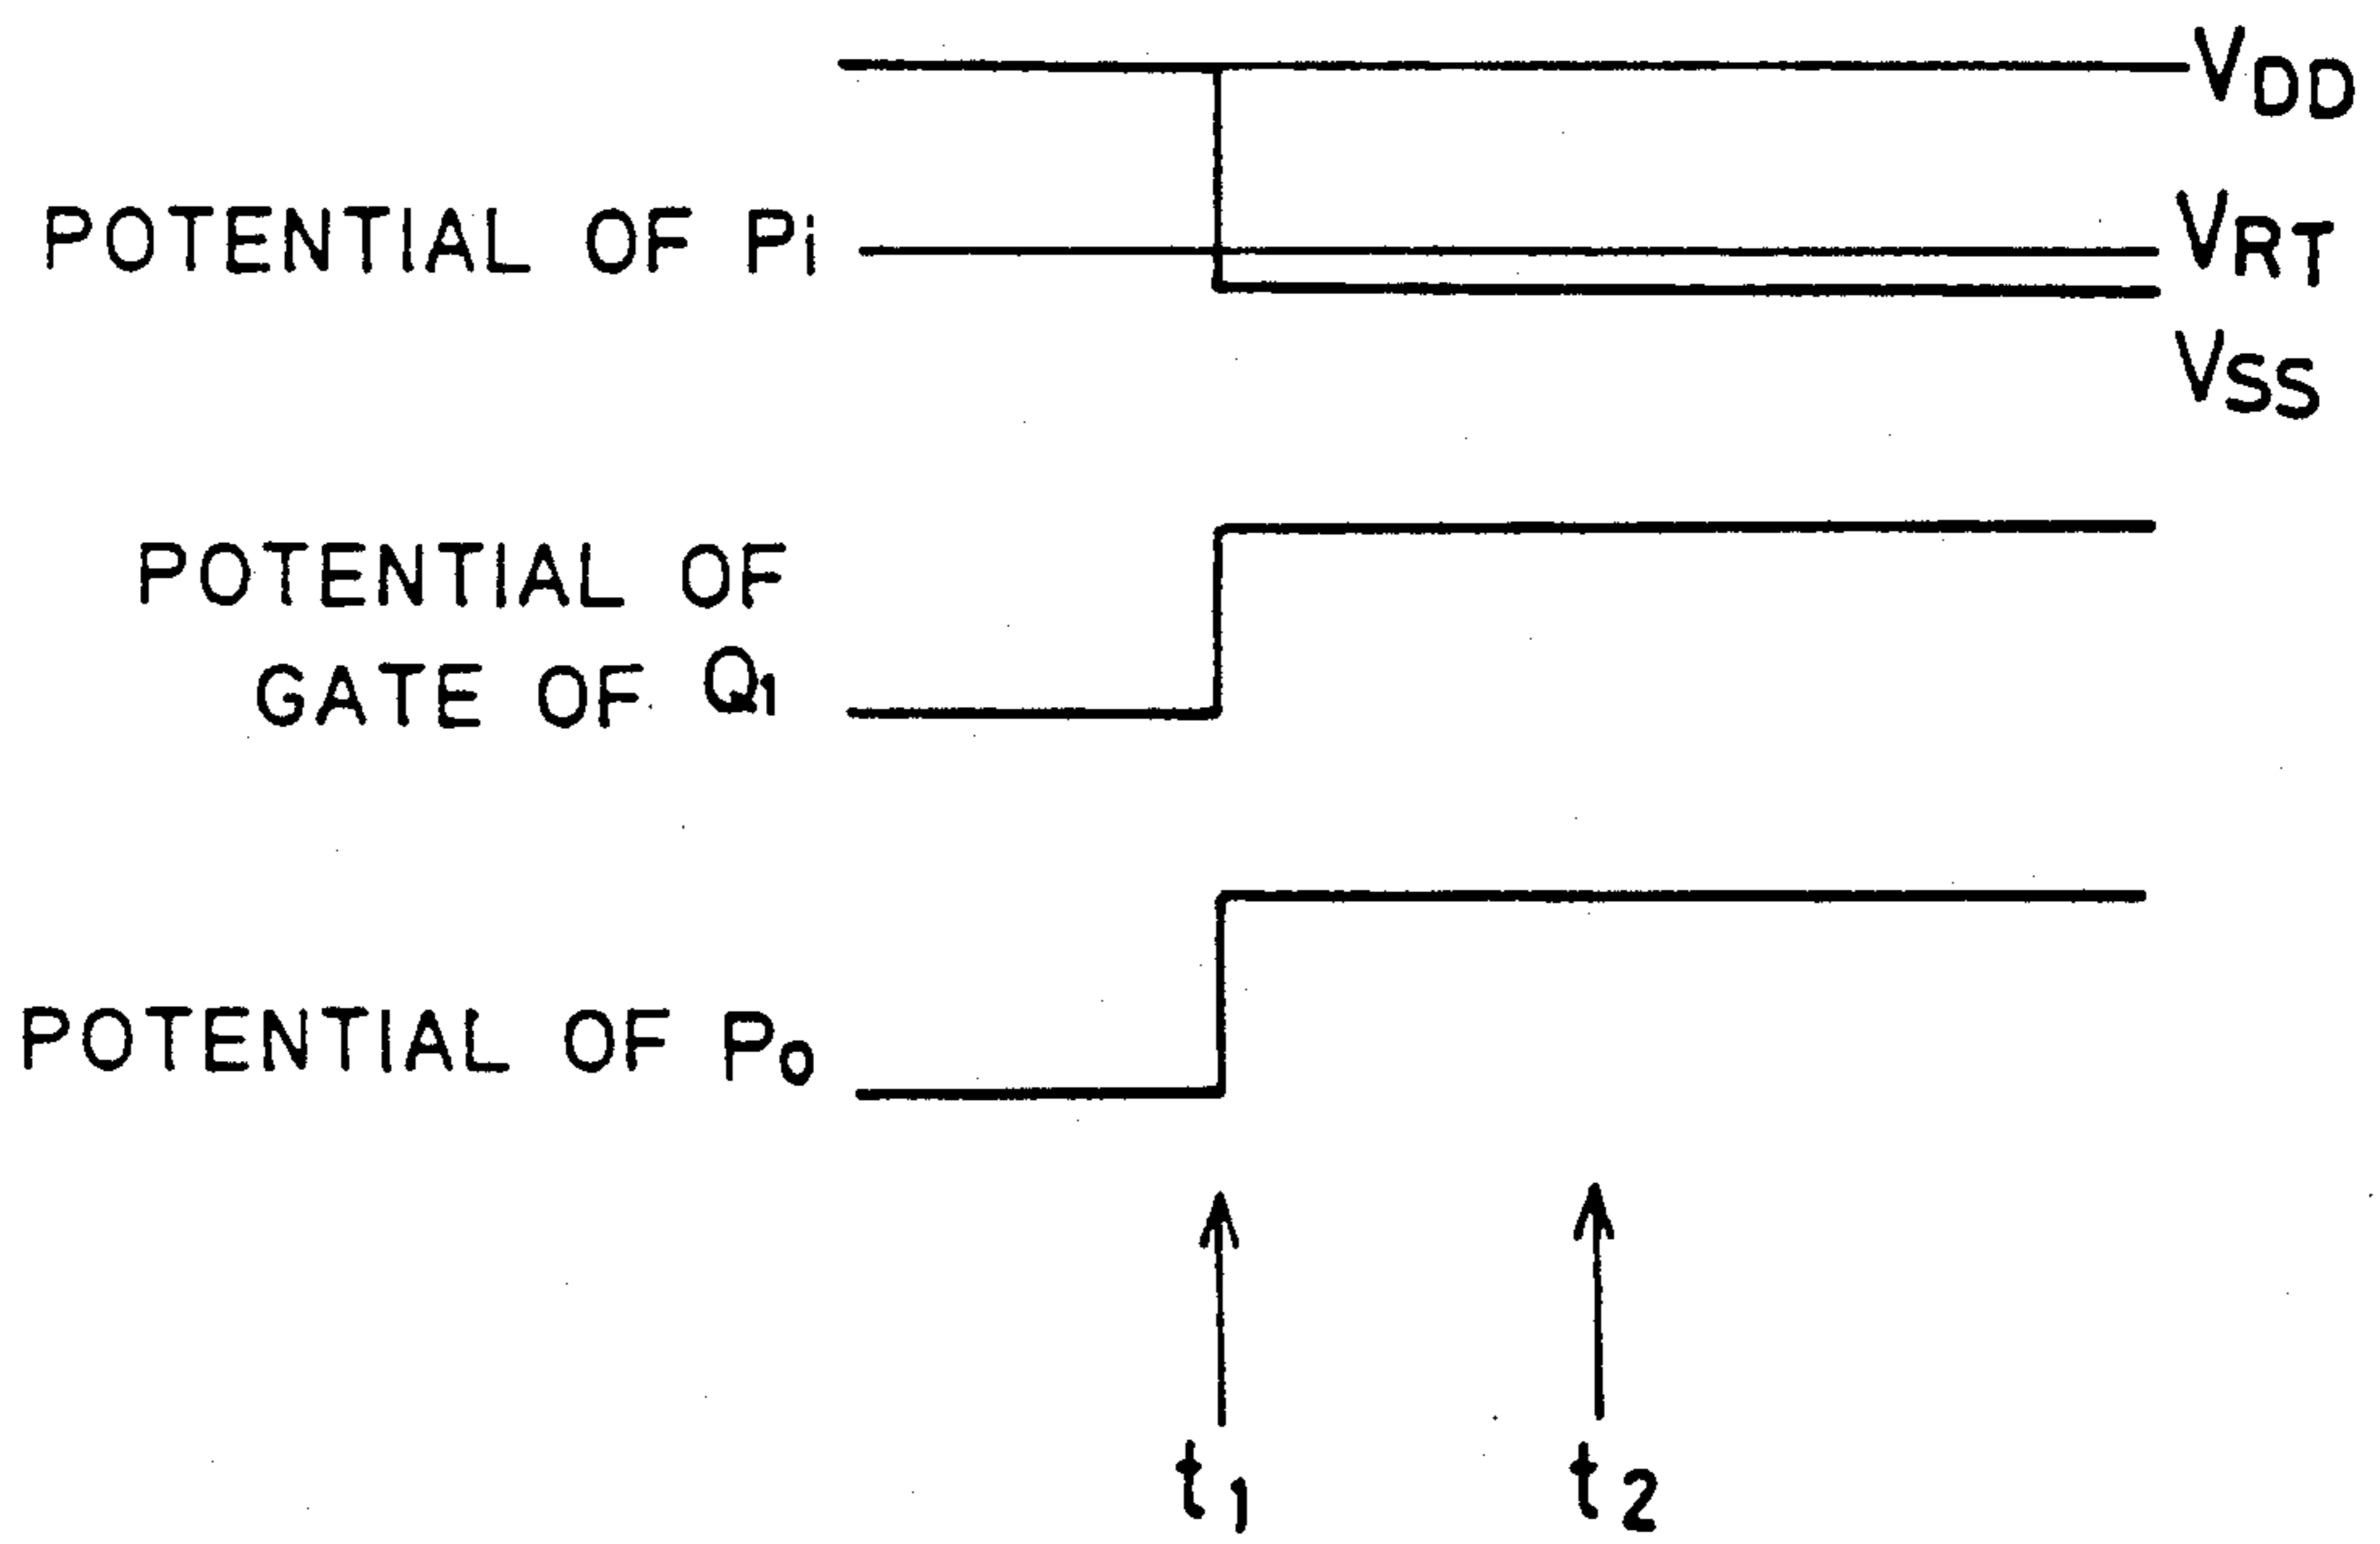 VDD
POTENTIAL OF Pi
VRT
VSS
POTENTIAL OF
GATE OF Q1
POTENTIAL OF Po
t1
t2